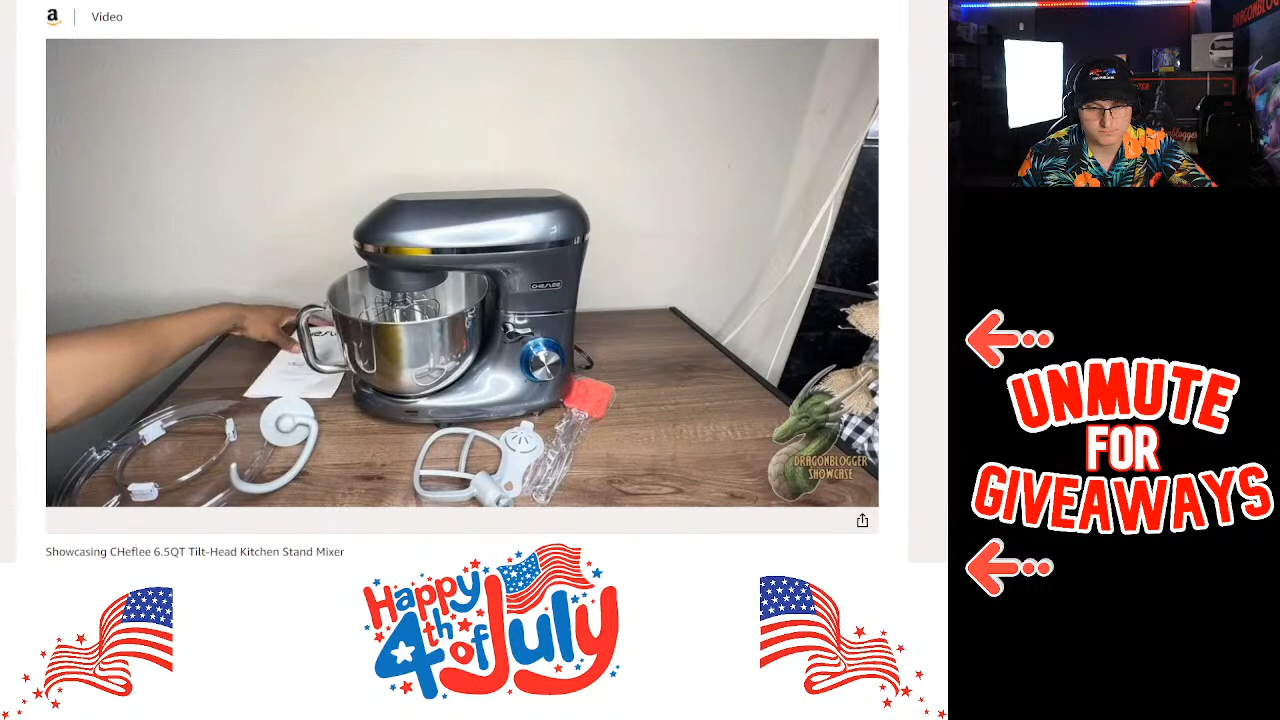 a
Video
CHEFLEE
DRAGONBLOGGER
SHOWCASE
Showcasing CHeflee 6.5QT Tilt-Head Kitchen Stand Mixer
Happy
4th of July
UNMUTE
FOR
GIVEAWAYS